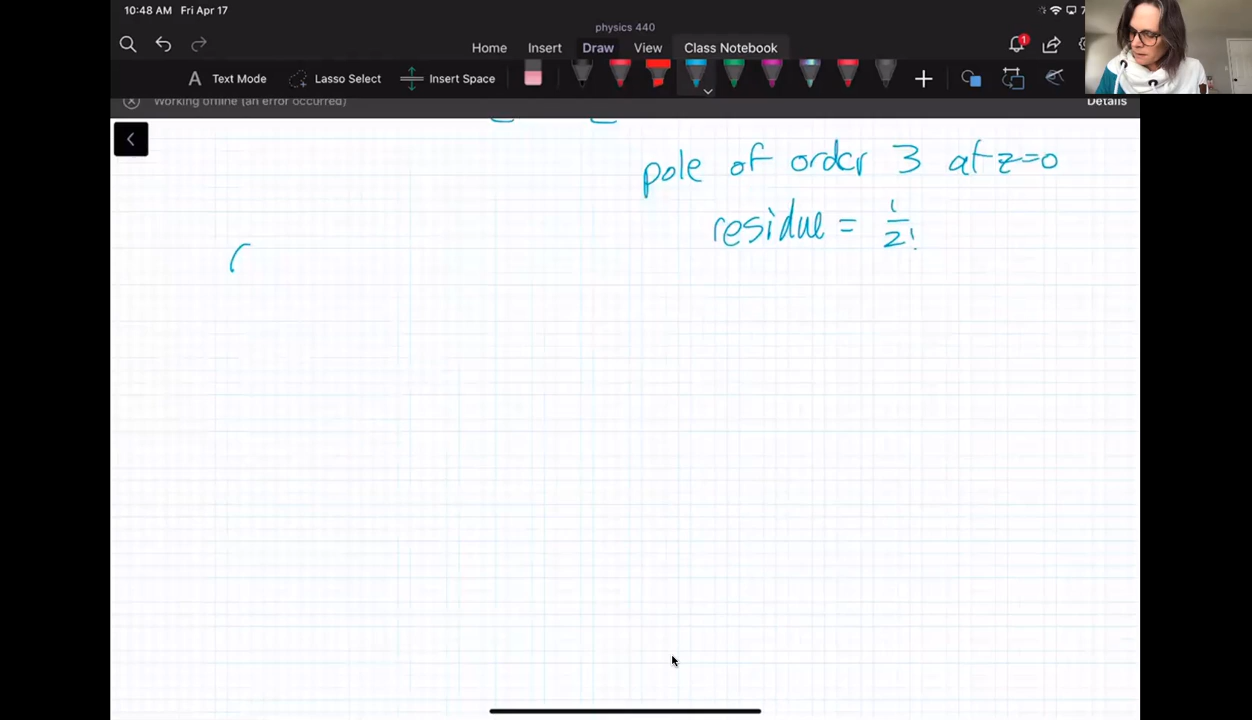 10:48 AM Fri Apr 17
physics 440
Home Insert Draw View Class Notebook
1
Text Mode Lasso Select Insert Space
Working offline (an error occurred) Details
pole of order 3 at z=0
residue = 1/2!